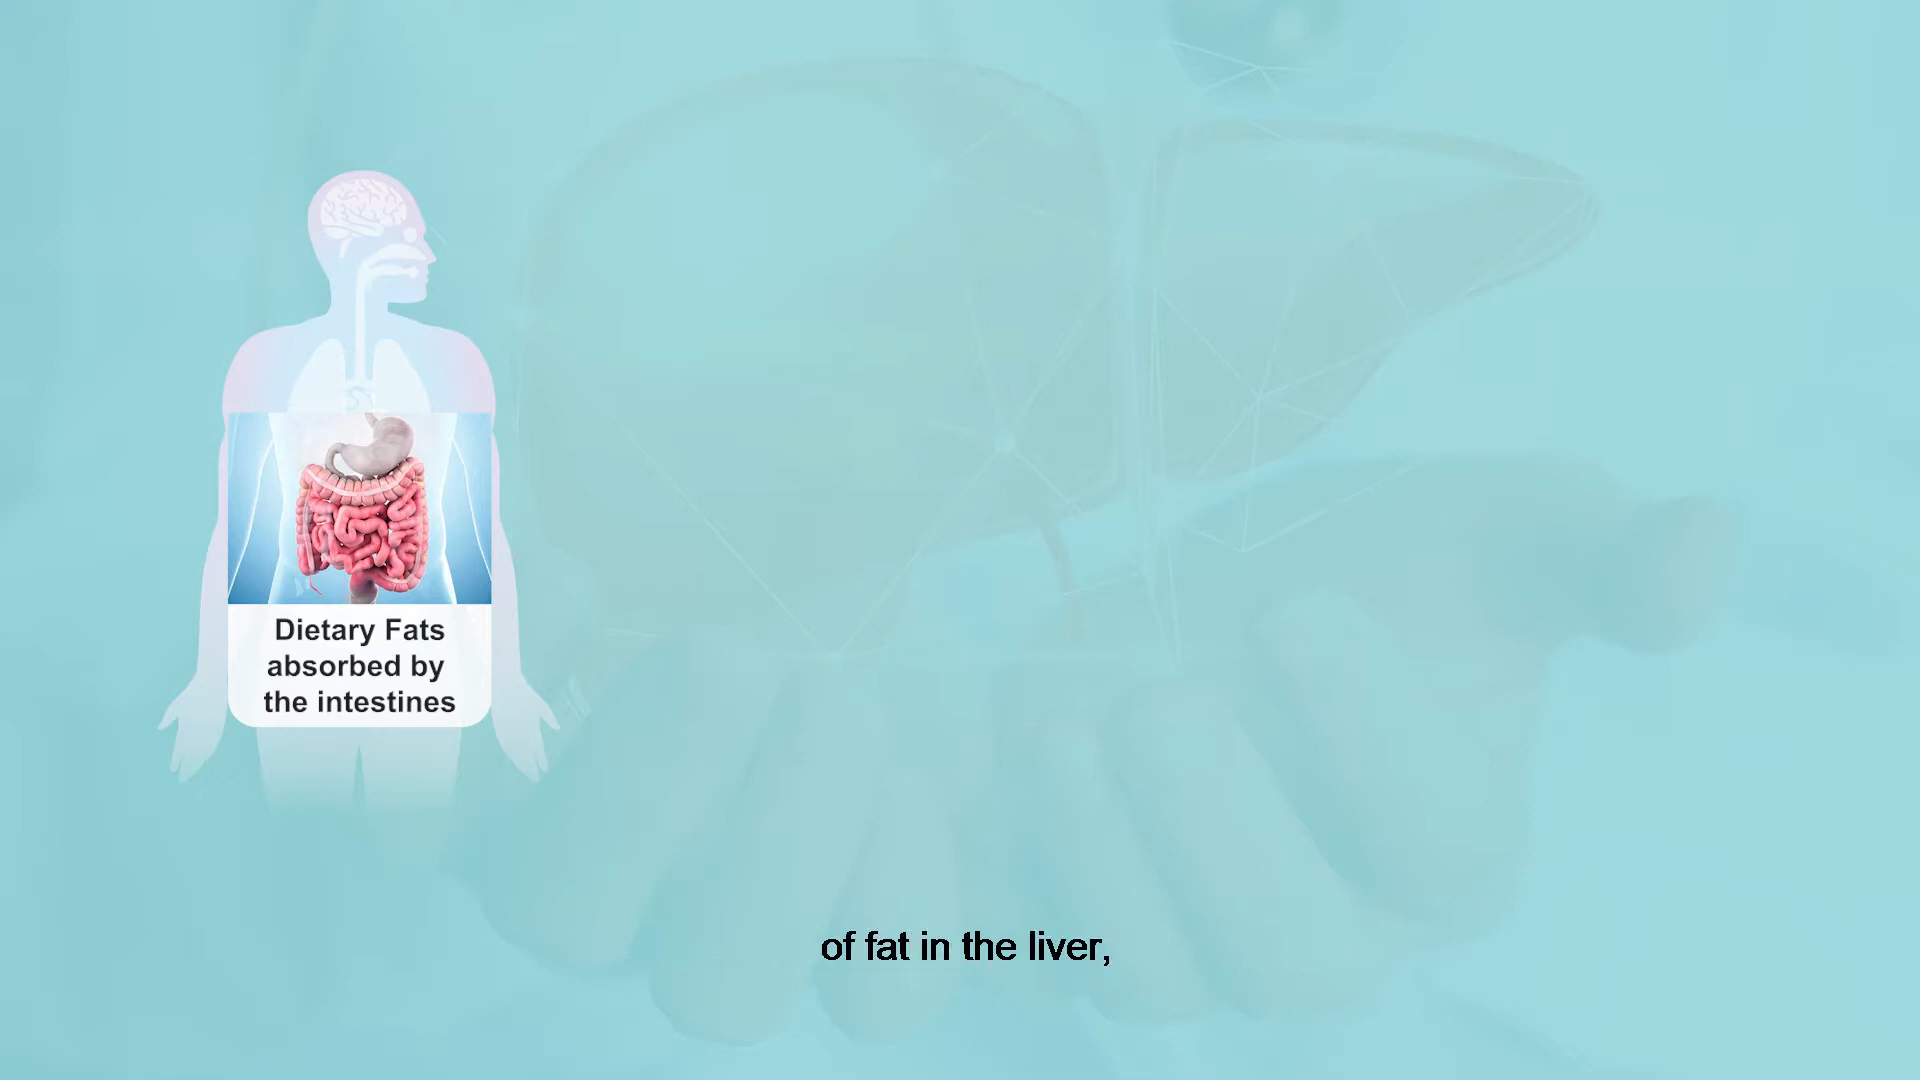 Dietary Fats
absorbed by
the intestines
of fat in the liver,